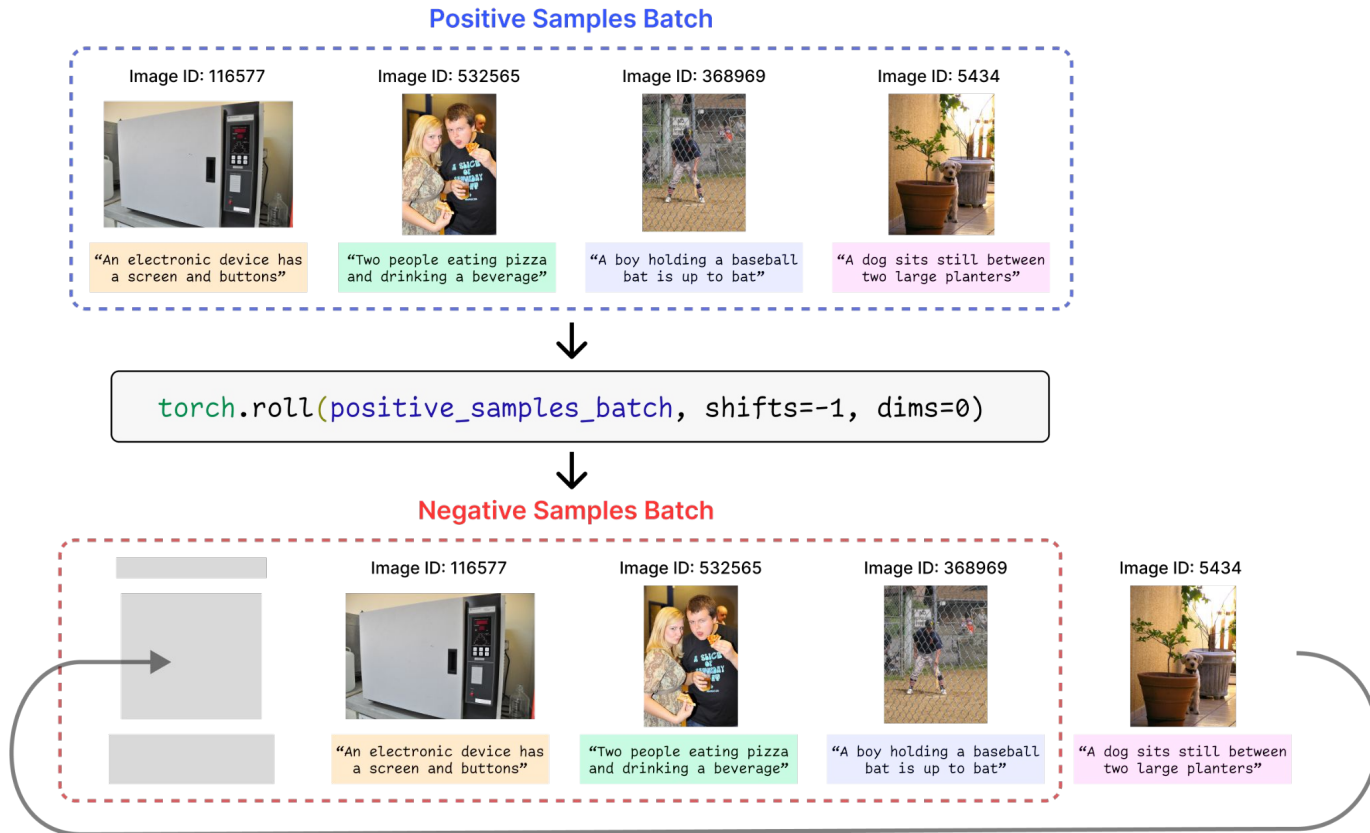 Positive Samples Batch
Image ID: 116577
Image ID: 532565
Image ID: 368969
Image ID: 5434
A SLICE
OF
“An electronic device has
a screen and buttons”
“Two people eating pizza
and drinking a beverage”
“A boy holding a baseball
bat is up to bat”
“A dog sits still between
two large planters”
torch.roll(positive_samples_batch, shifts=-1, dims=0)
Negative Samples Batch
Image ID: 116577
Image ID: 532565
Image ID: 368969
Image ID: 5434
A SLICE
OF
“An electronic device has
a screen and buttons”
“Two people eating pizza
and drinking a beverage”
“A boy holding a baseball
bat is up to bat”
“A dog sits still between
two large planters”